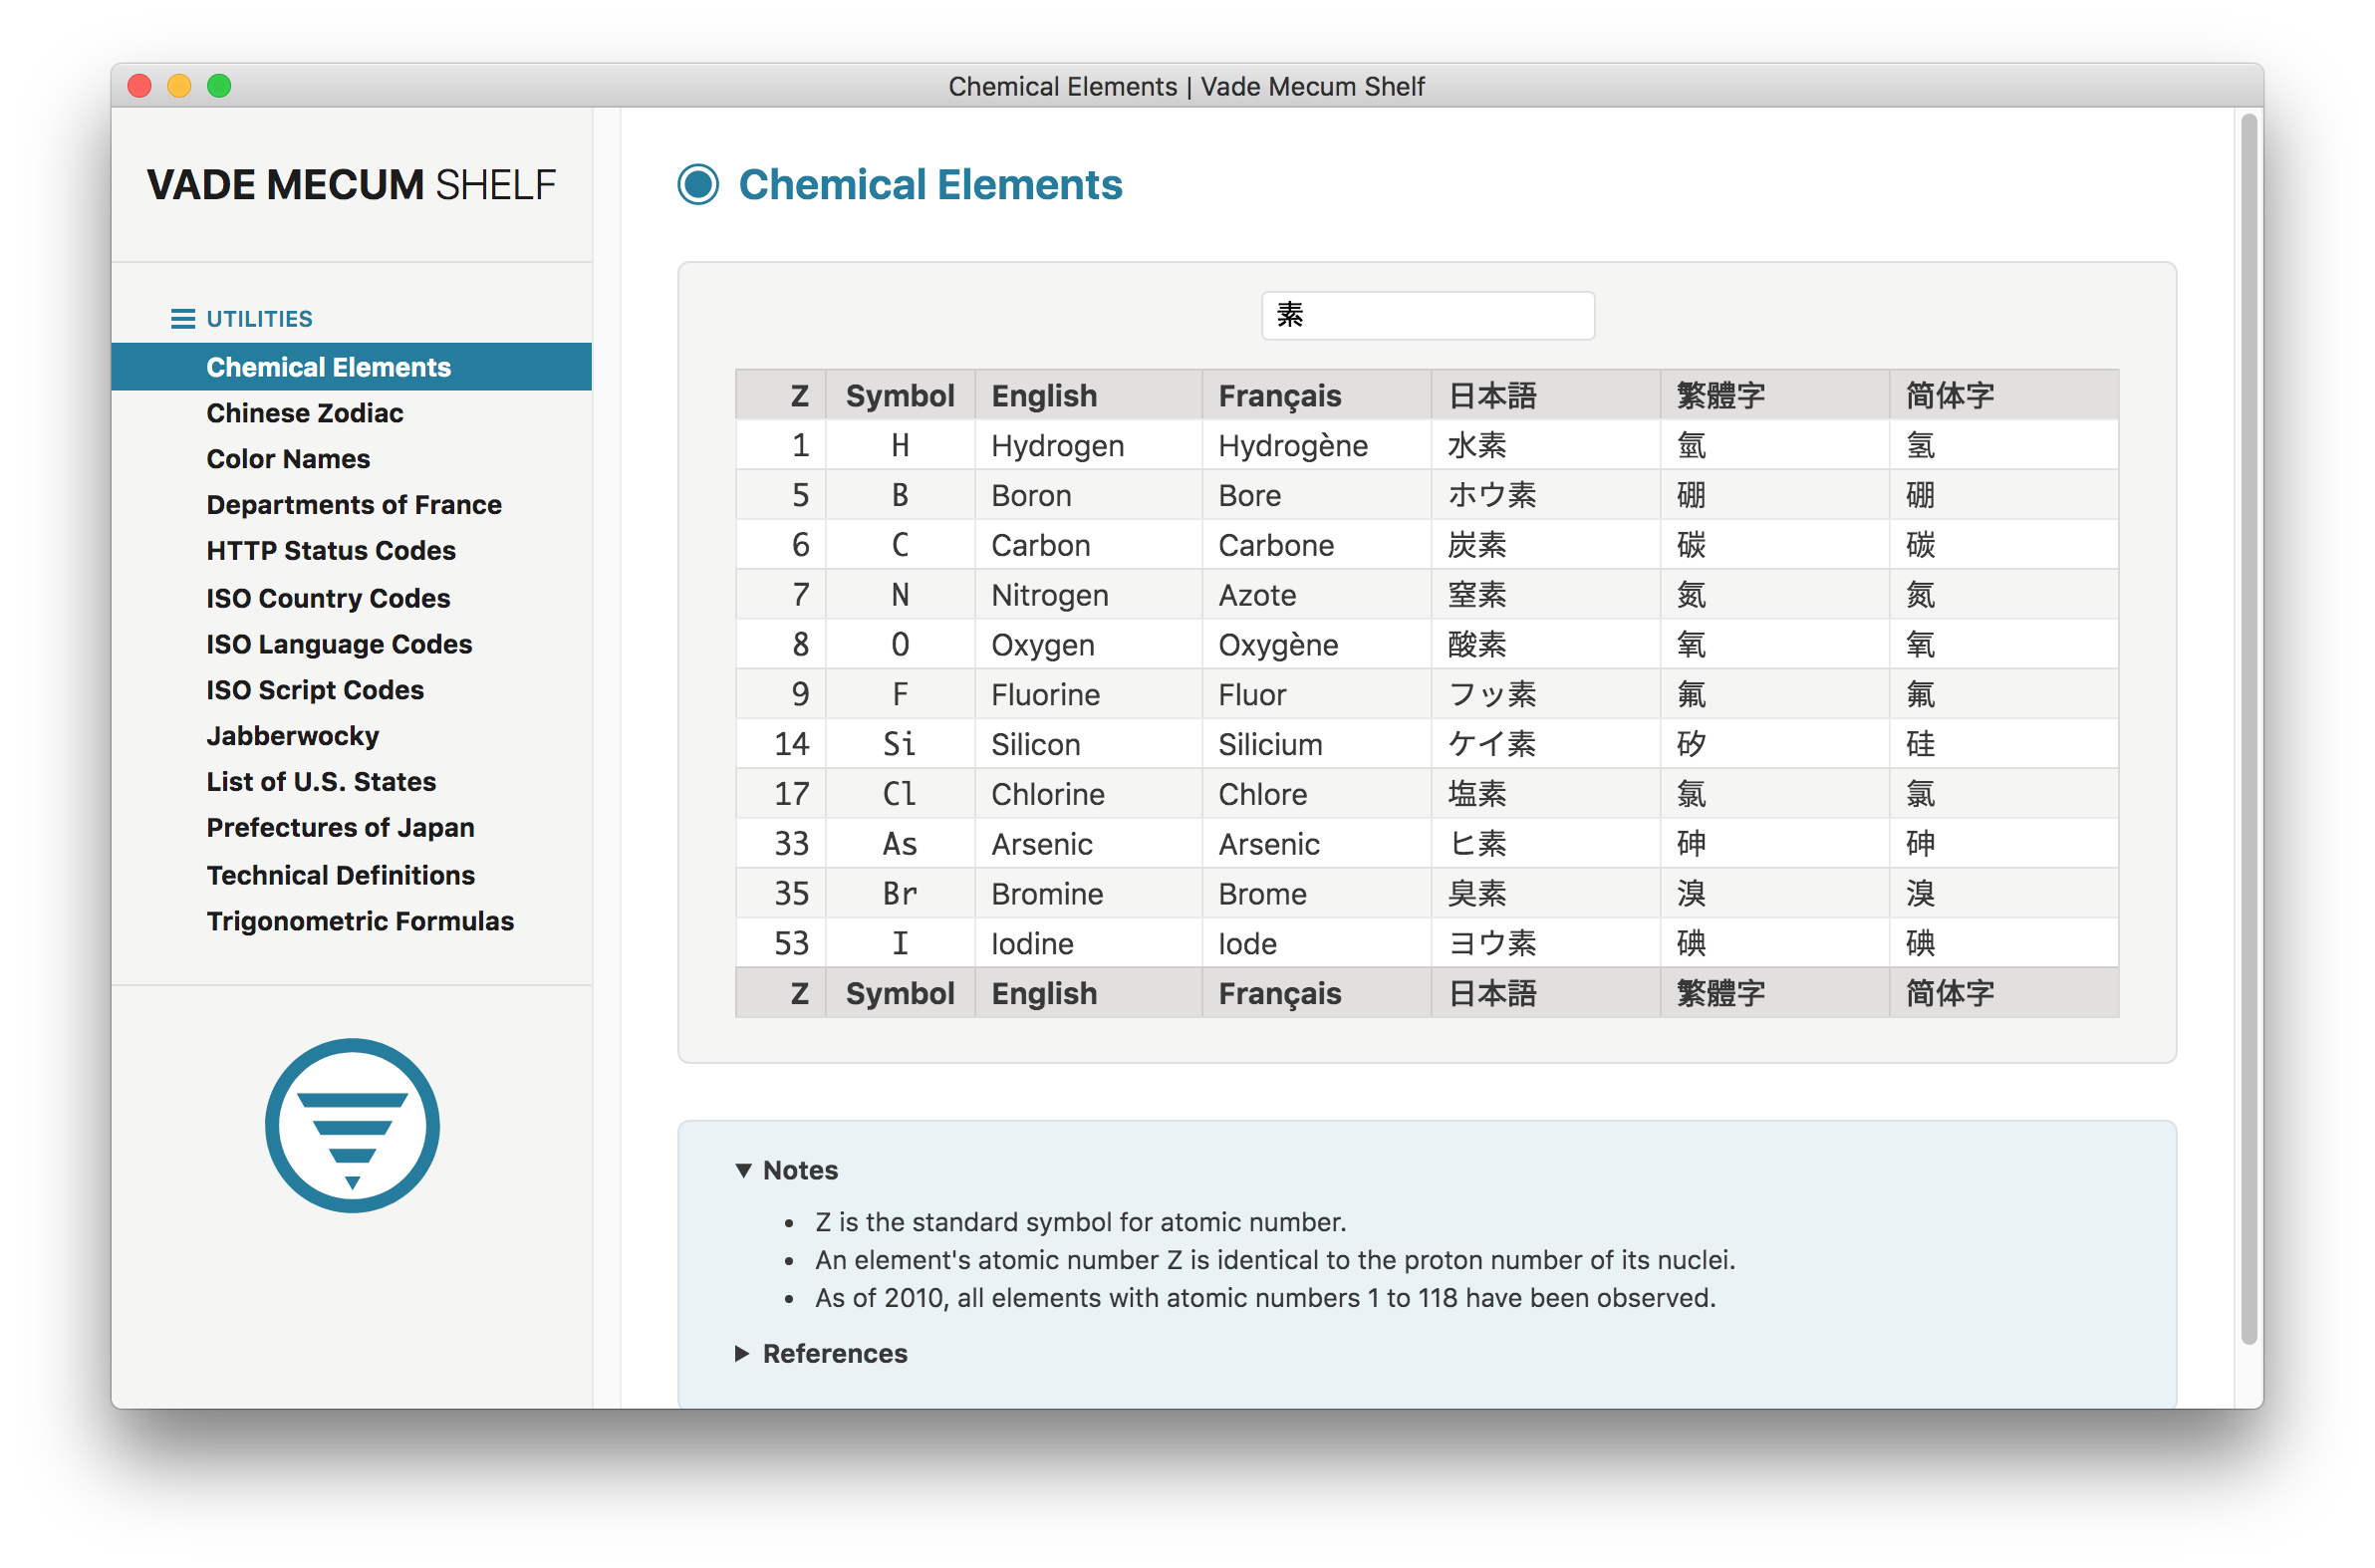 Chemical Elements | Vade Mecum Shelf
VADE MECUM SHELF
UTILITIES
Chemical Elements
Chinese Zodiac
Color Names
Departments of France
HTTP Status Codes
ISO Country Codes
ISO Language Codes
ISO Script Codes
Jabberwocky
List of U.S. States
Prefectures of Japan
Technical Definitions
Trigonometric Formulas
Chemical Elements
素
Z Symbol English Français 日本語 繁體字 简体字
1 H Hydrogen Hydrogène 水素 氫 氢
5 B Boron Bore ホウ素 硼 硼
6 C Carbon Carbone 炭素 碳 碳
7 N Nitrogen Azote 窒素 氮 氮
8 O Oxygen Oxygène 酸素 氧 氧
9 F Fluorine Fluor フッ素 氟 氟
14 Si Silicon Silicium ケイ素 矽 硅
17 Cl Chlorine Chlore 塩素 氯 氯
33 As Arsenic Arsenic ヒ素 砷 砷
35 Br Bromine Brome 臭素 溴 溴
53 I Iodine Iode ヨウ素 碘 碘
Z Symbol English Français 日本語 繁體字 简体字
▼ Notes
• Z is the standard symbol for atomic number.
• An element's atomic number Z is identical to the proton number of its nuclei.
• As of 2010, all elements with atomic numbers 1 to 118 have been observed.
▶ References